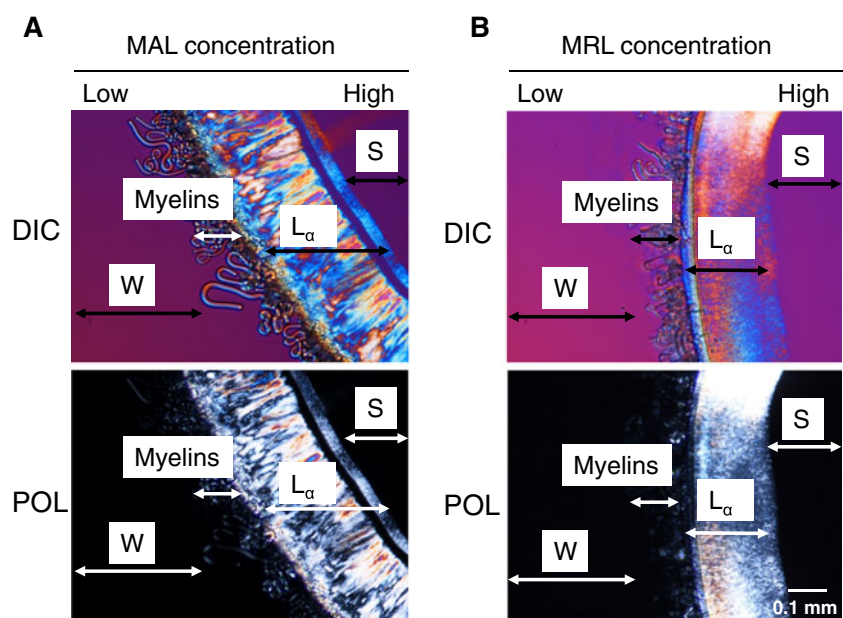 A
MAL concentration
Low High
S
Myelins
Lα
DIC
W
S
Myelins
Lα
POL
W
B
MRL concentration
Low High
S
Myelins
Lα
DIC
W
S
Myelins
Lα
POL
W
0.1 mm